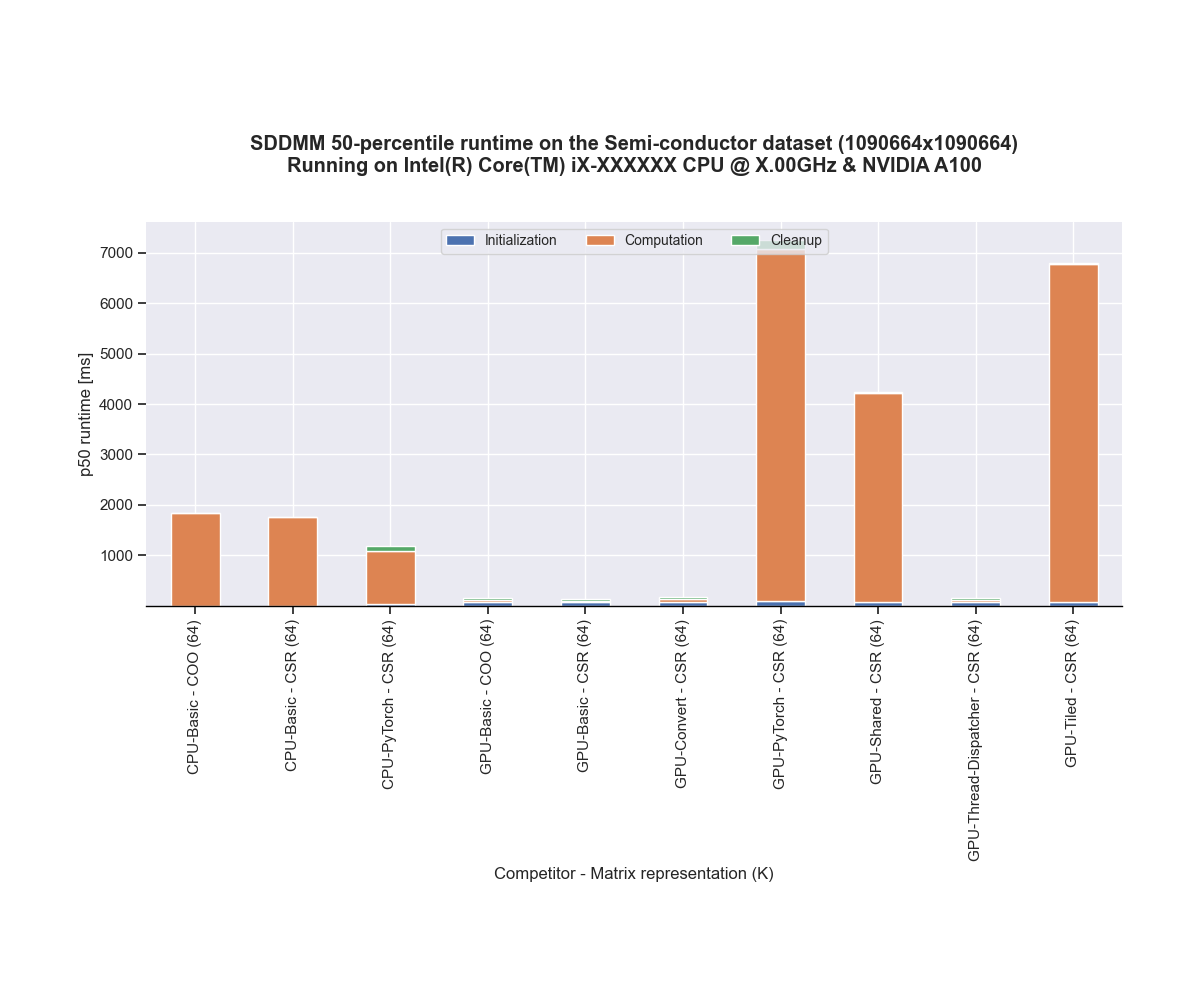 SDDMM 50-percentile runtime on the Semi-conductor dataset (1090664x1090664)
Running on Intel(R) Core(TM) iX-XXXXXX CPU @ X.00GHz & NVIDIA A100
Initialization
Computation
Cleanup
p50 runtime [ms]
7000
6000
5000
4000
3000
2000
1000
CPU-Basic - COO (64)
CPU-Basic - CSR (64)
CPU-PyTorch - CSR (64)
GPU-Basic - COO (64)
GPU-Basic - CSR (64)
GPU-Convert - CSR (64)
GPU-PyTorch - CSR (64)
GPU-Shared - CSR (64)
GPU-Thread-Dispatcher - CSR (64)
GPU-Tiled - CSR (64)
Competitor - Matrix representation (K)